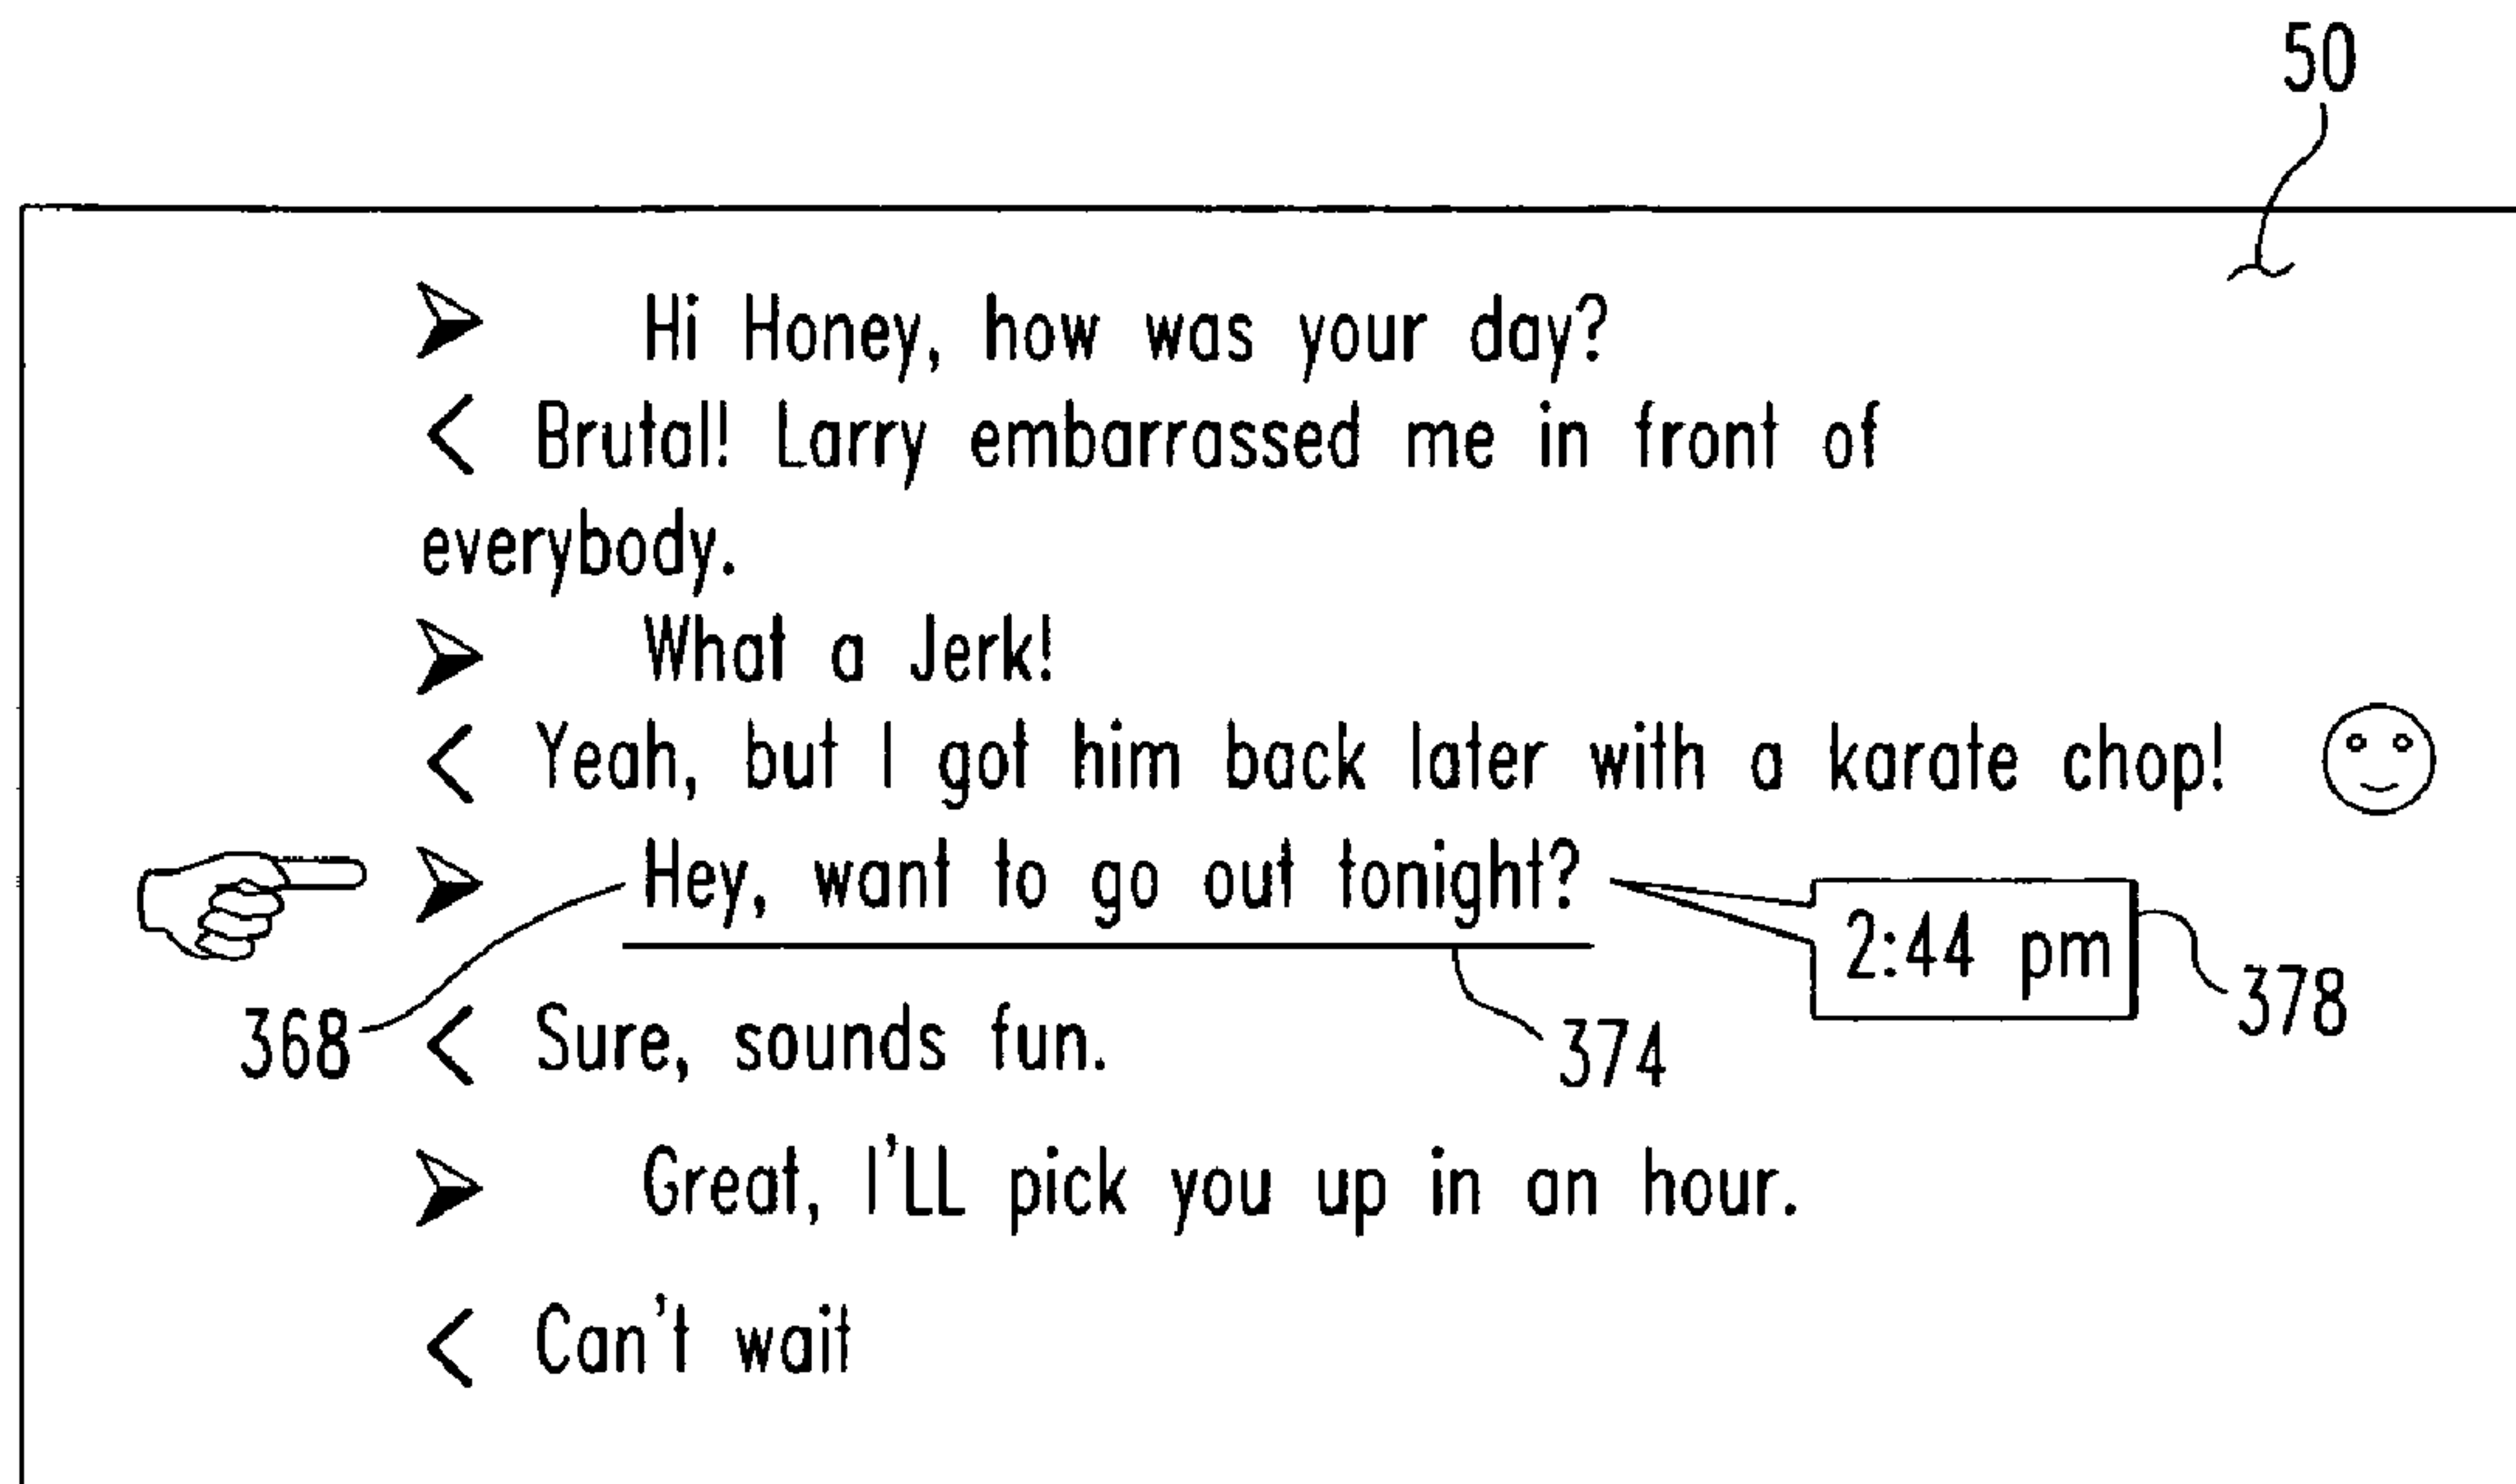 50
➢ Hi Honey, how was your day?
< Brutal! Larry embarrassed me in front of
everybody.
➢ What a Jerk!
< Yeah, but I got him back later with a karate chop!
➢ Hey, want to go out tonight?
2:44 pm
378
368
< Sure, sounds fun.
374
➢ Great, I'LL pick you up in an hour.
< Can't wait